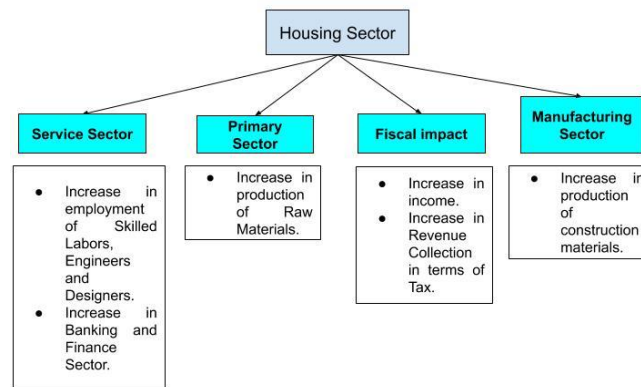 Housing Sector
Service Sector
Primary
Sector
Fiscal impact
Manufacturing
Sector
● Increase in
employment
of Skilled
Labors,
Engineers
and
Designers.
● Increase in
Banking and
Finance
Sector.
● Increase in
production
of Raw
Materials.
● Increase in
income.
● Increase in
Revenue
Collection
in terms of
Tax.
● Increase in
production
of
construction
materials.